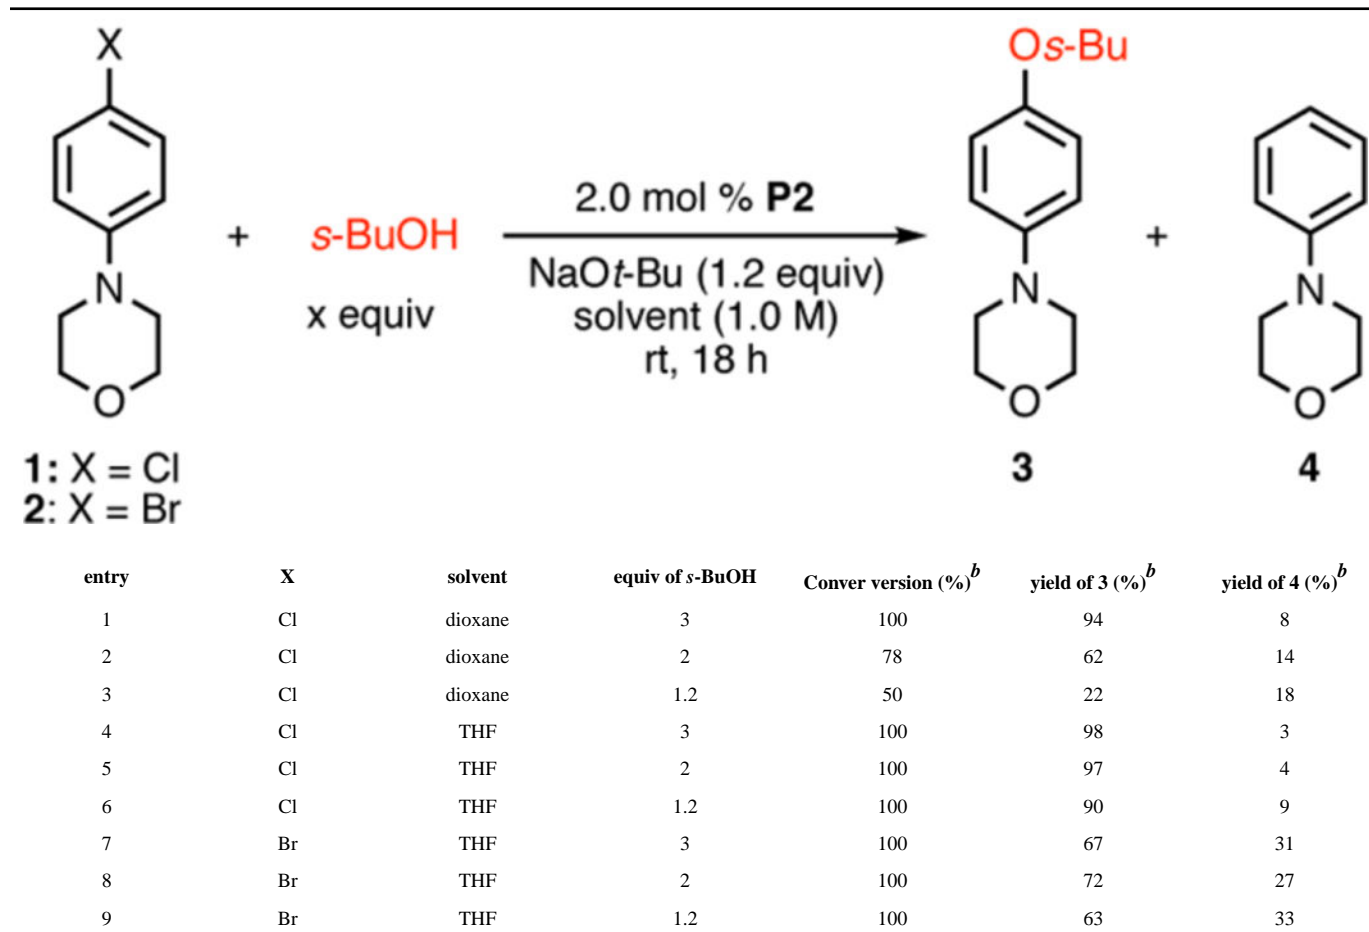 X
Os-Bu
+ s-BuOH
x equiv
2.0 mol % P2
NaOt-Bu (1.2 equiv)
solvent (1.0 M)
rt, 18 h
+
N
O
N
O
N
O
1: X = Cl
2: X = Br
3
4
entry X solvent equiv of s-BuOH Conver version (%)b yield of 3 (%)b yield of 4 (%)b
1 Cl dioxane 3 100 94 8
2 Cl dioxane 2 78 62 14
3 Cl dioxane 1.2 50 22 18
4 Cl THF 3 100 98 3
5 Cl THF 2 100 97 4
6 Cl THF 1.2 100 90 9
7 Br THF 3 100 67 31
8 Br THF 2 100 72 27
9 Br THF 1.2 100 63 33